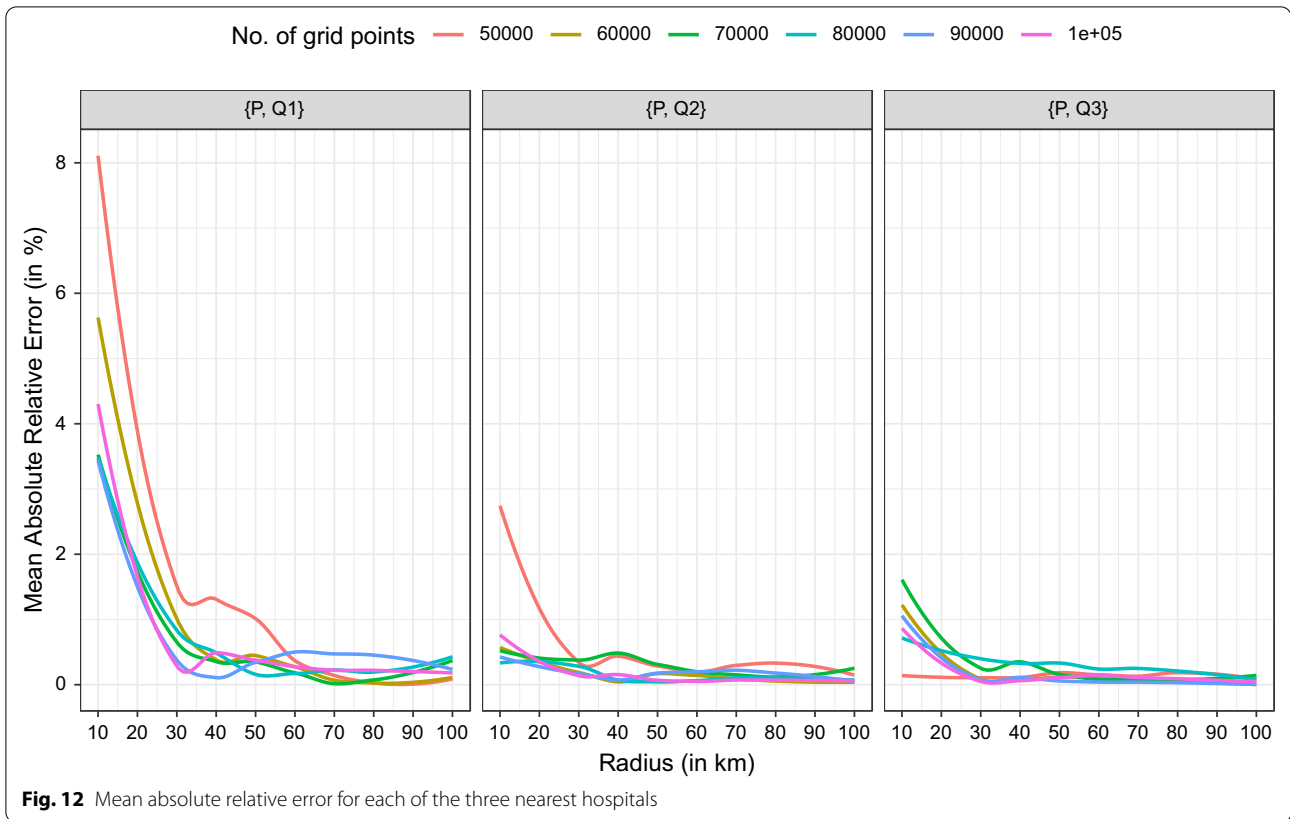 No. of grid points 50000 60000 70000 80000 90000 1e+05
{P, Q1} {P, Q2} {P, Q3}
Mean Absolute Relative Error (in %)
8
6
4
2
0
10 20 30 40 50 60 70 80 90 100 10 20 30 40 50 60 70 80 90 100 10 20 30 40 50 60 70 80 90 100
Radius (in km)
Fig. 12 Mean absolute relative error for each of the three nearest hospitals